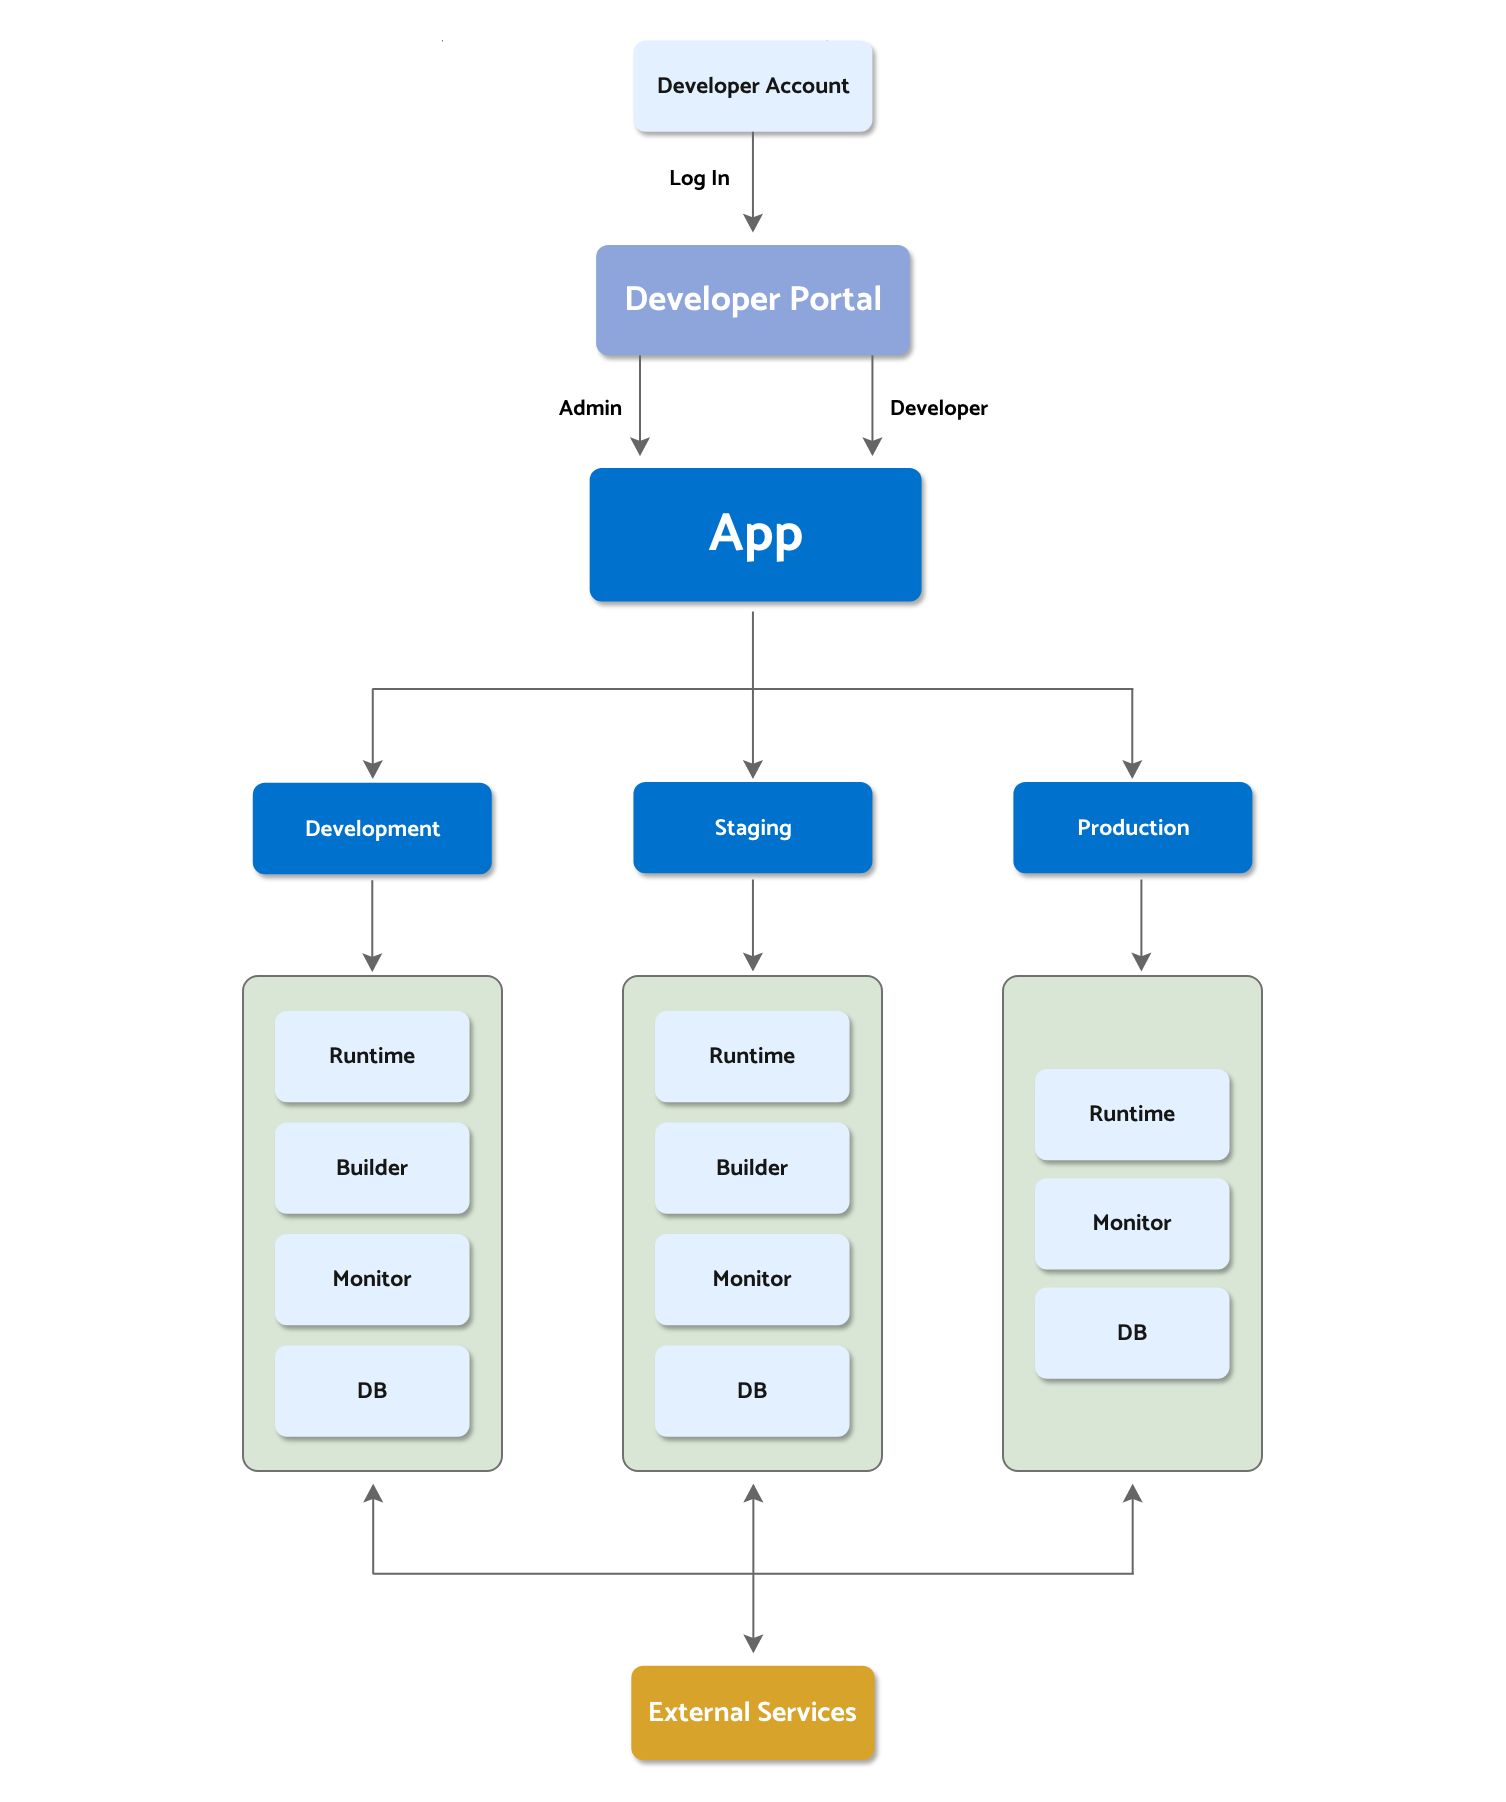 Developer Account
Log In
Developer Portal
Admin
Developer
App
Development
Staging
Production
Runtime
Builder
Monitor
DB
Runtime
Builder
Monitor
DB
Runtime
Monitor
DB
External Services